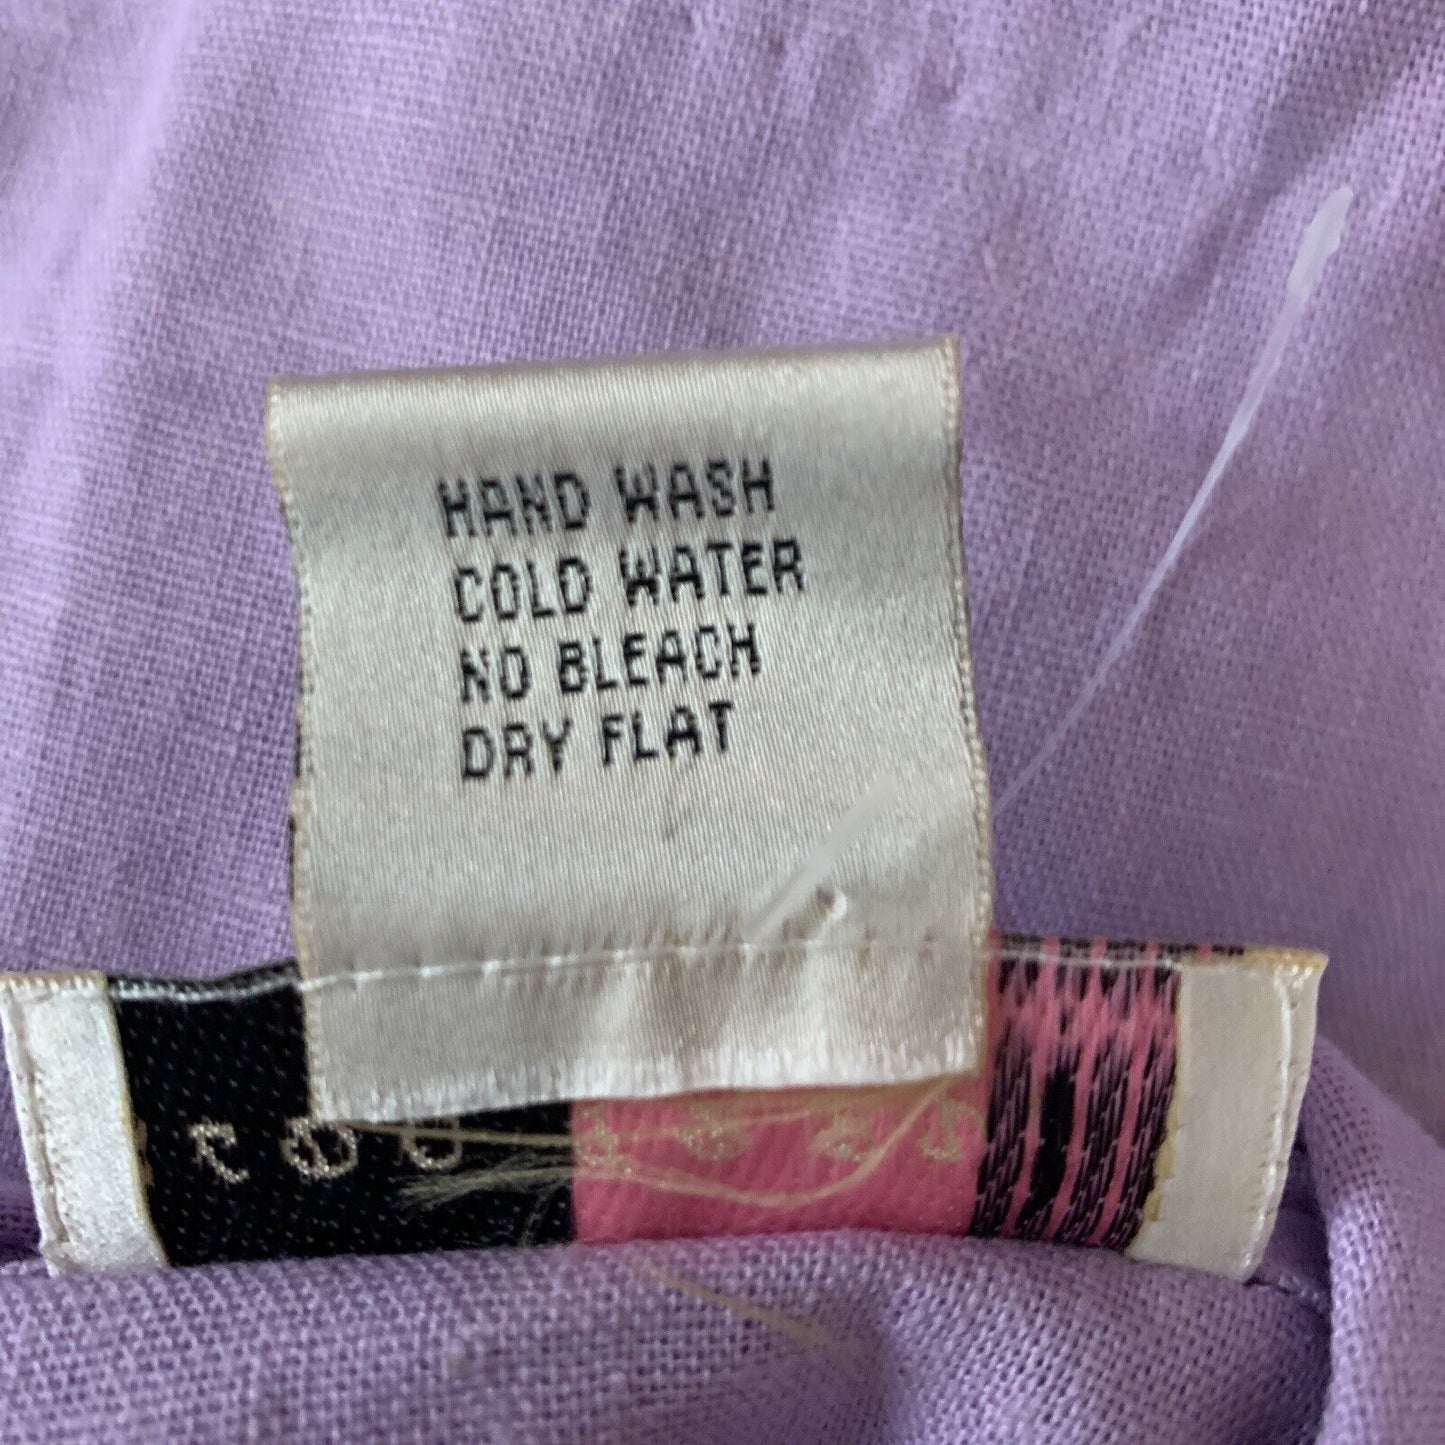 HAND WASH
COLD WATER
NO BLEACH
DRY FLAT